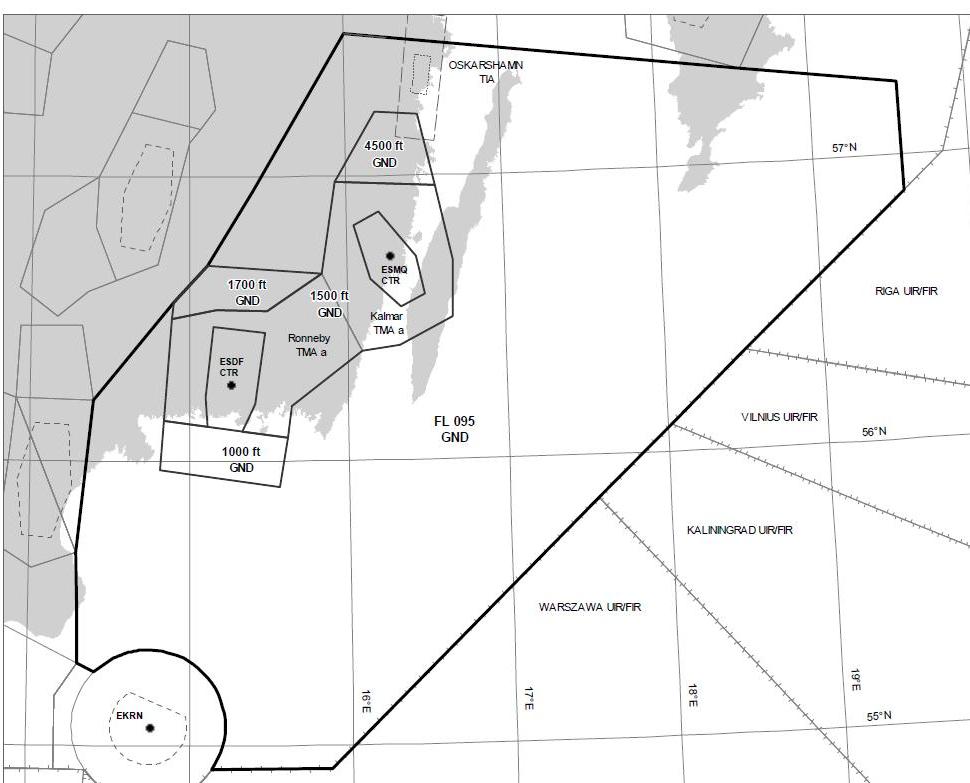 OSKARSHAMN
TIA
57°N
4500 ft
GND
ESMQ
CTR
1700 ft
GND
1500 ft
GND
RIGA UIR/FIR
Kalmar
TMA a
Ronneby
TMA a
ESDF
CTR
VILNIUS UIR/FIR
FL 095
GND
56°N
1000 ft
GND
KALININGRAD UIR/FIR
WARSZAWA UIR/FIR
16°E
17°E
18°E
19°E
EKRN
55°N